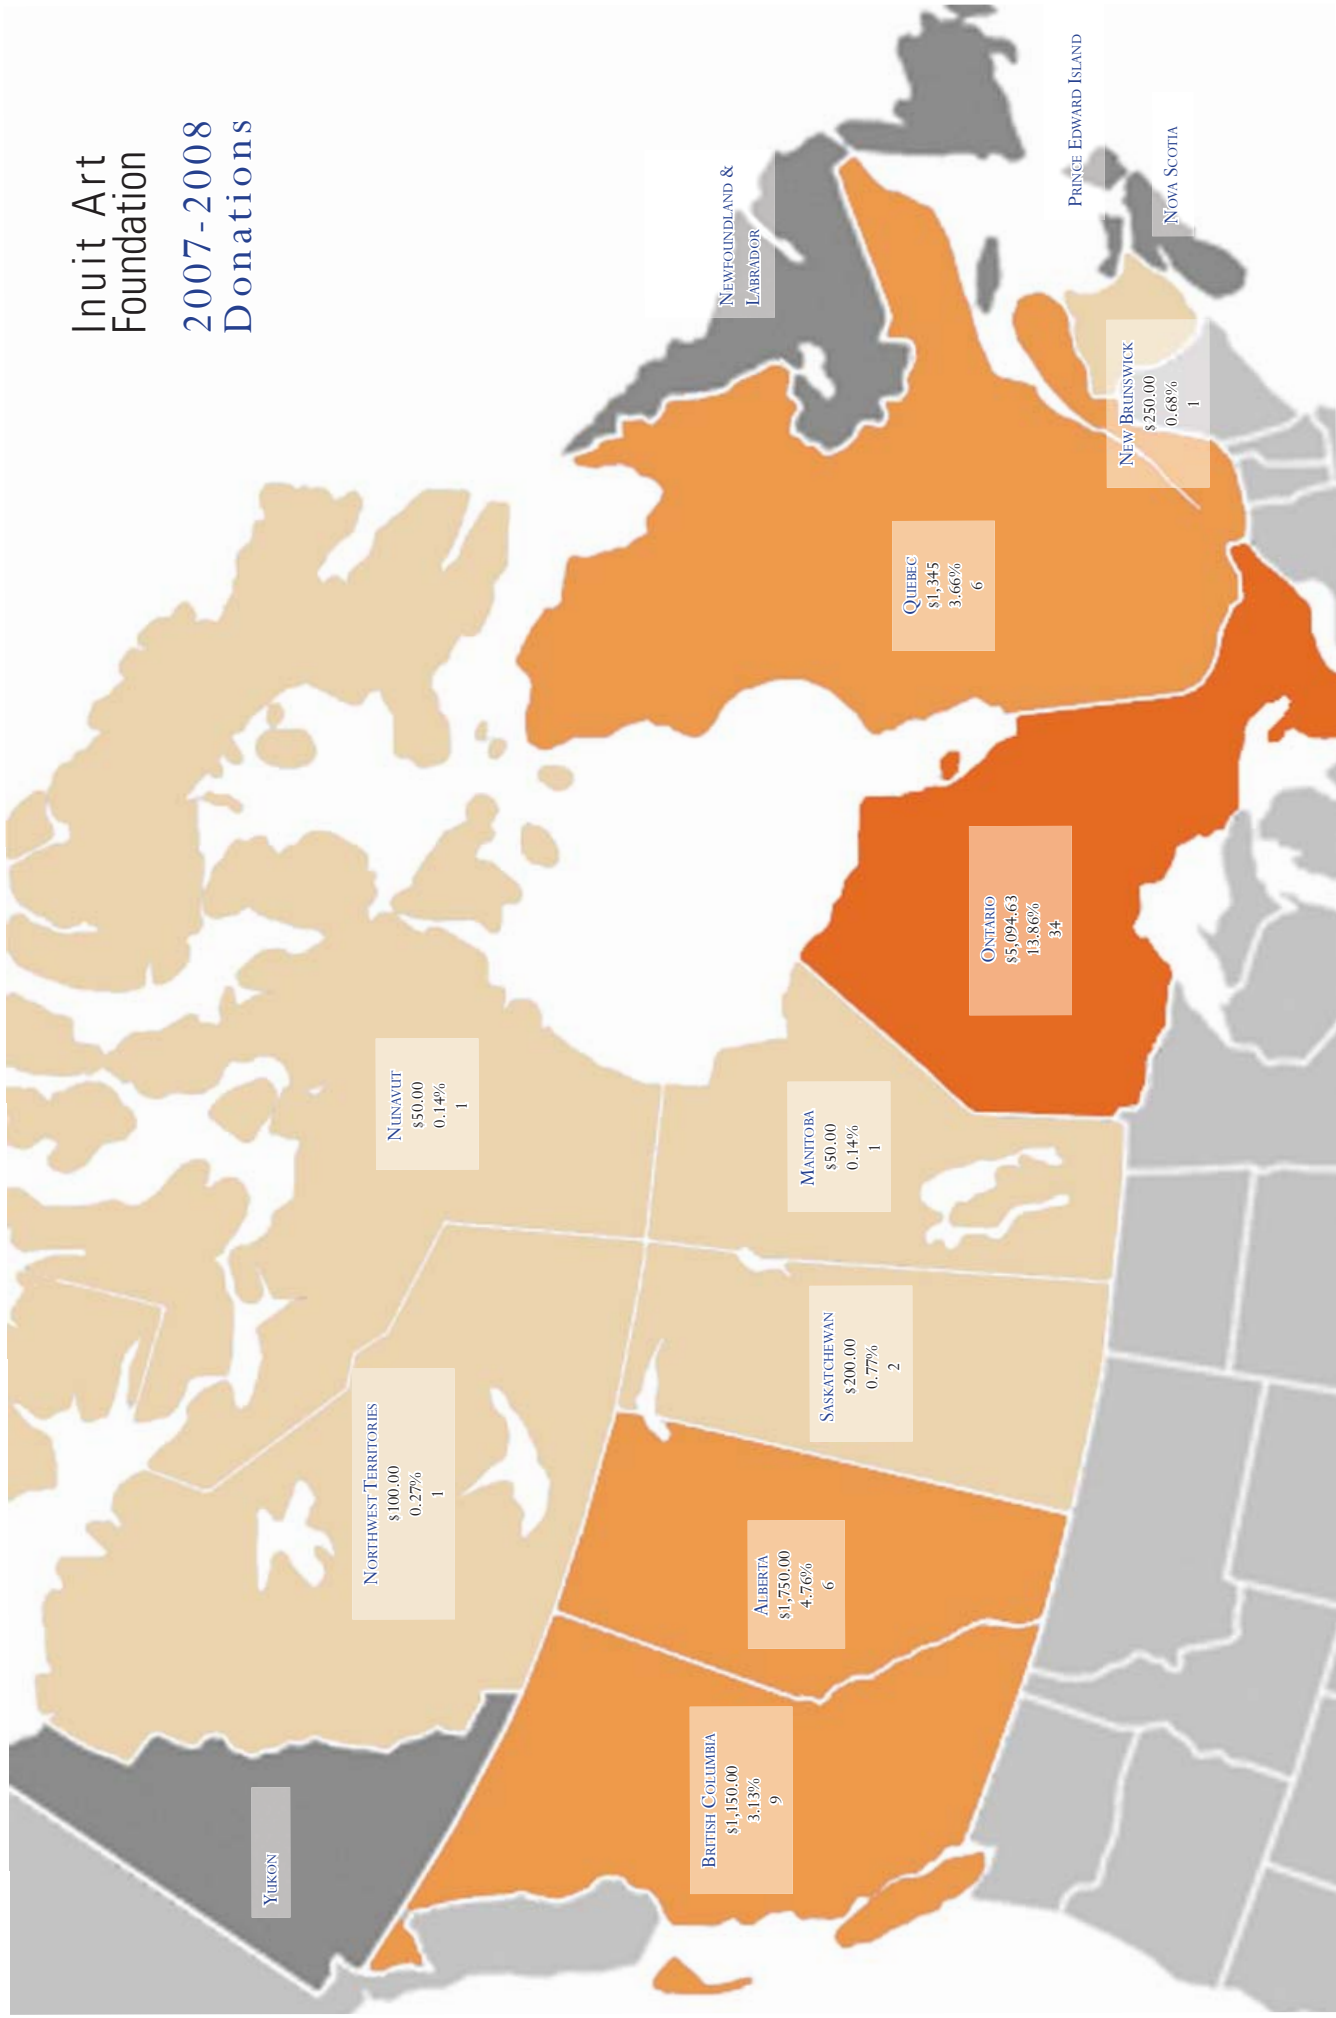 Inuit Art
Foundation
2007-2008
Donations
Yukon
Northwest Territories
$100.00
0.27%
1
Nunavut
$50.00
0.14%
1
British Columbia
$1,150.00
3.13%
9
Alberta
$1,750.00
4.76%
6
Saskatchewan
$200.00
0.77%
2
Manitoba
$50.00
0.14%
1
Ontario
$5,094.63
13.86%
34
Quebec
$1,345
3.66%
6
Newfoundland &
Labrador
New Brunswick
$250.00
0.68%
1
Prince Edward Island
Nova Scotia